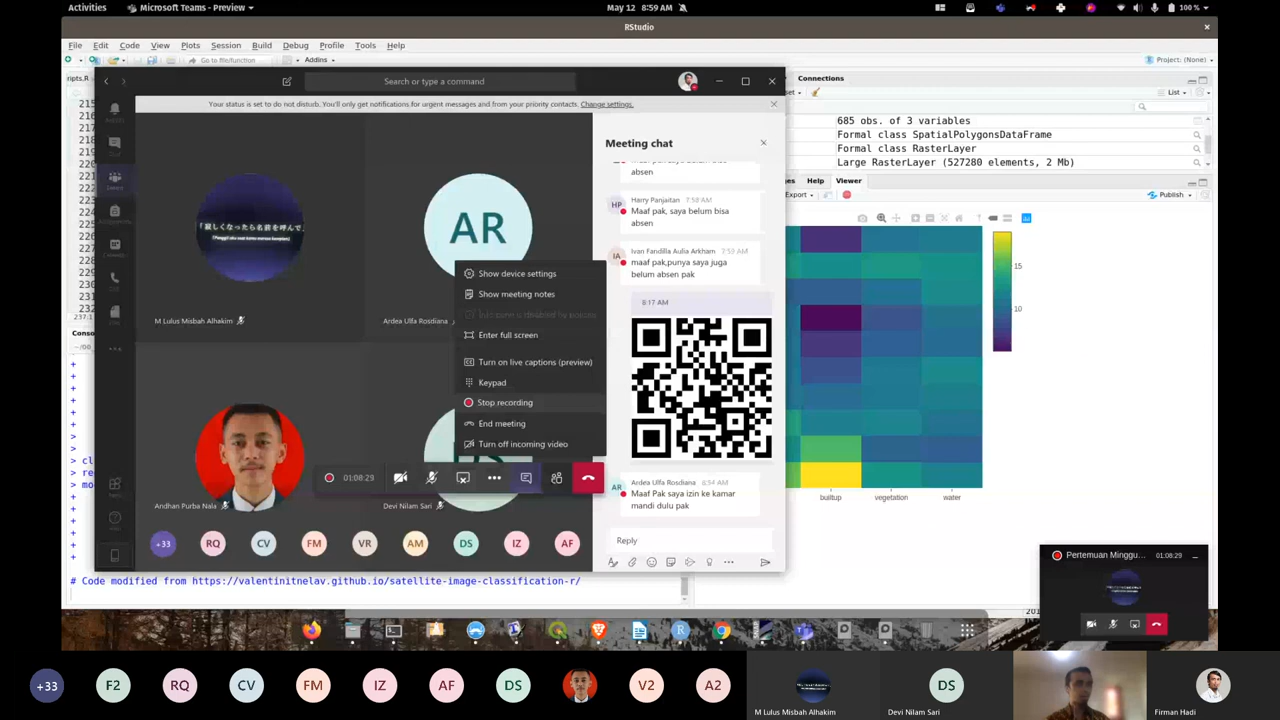 Activities
Microsoft Teams - Preview
May 12 8:59 AM
100 %
RStudio
File Edit Code View Plots Session Build Debug Profile Tools Help
Go to file/function
Addins
Project: (None)
ripts.R
Search or type a command
Connections
List
Your status is set to do not disturb. You'll only get notifications for urgent messages and from your priority contacts. Change settings.
685 obs. of 3 variables
Formal class SpatialPolygonsDataFrame
Formal class RasterLayer
Large RasterLayer (527280 elements, 2 Mb)
Help Viewer
Export
Publish
Meeting chat
absen
Harry Panjaitan 7:59 AM
Maaf pak, saya belum bisa
absen
Ivan Fandilla Aulia Arkham 7:59 AM
maaf pak,punya saya juga
belum absen pak
8:17 AM
Ardea Ulfa Rosdiana 8:54 AM
Maaf Pak saya izin ke kamar
mandi dulu pak
Reply
HP
IA
AR
AR
M Lulus Misbah Alhakim
Ardea Ulfa Rosdiana
Andhan Purba Nala
Devi Nilam Sari
Show device settings
Show meeting notes
Enter full screen
Turn on live captions (preview)
Keypad
Stop recording
End meeting
Turn off incoming video
01:08:29
+33 RQ CV FM VR AM DS IZ AF
15
10
builtup vegetation water
# Code modified from https://valentinitnelav.github.io/satellite-image-classification-r/
Pertemuan Minggu...
01:08:29
+33 F2 RQ CV FM IZ AF DS V2 A2
DS
M Lulus Misbah Alhakim
Devi Nilam Sari
Firman Hadi